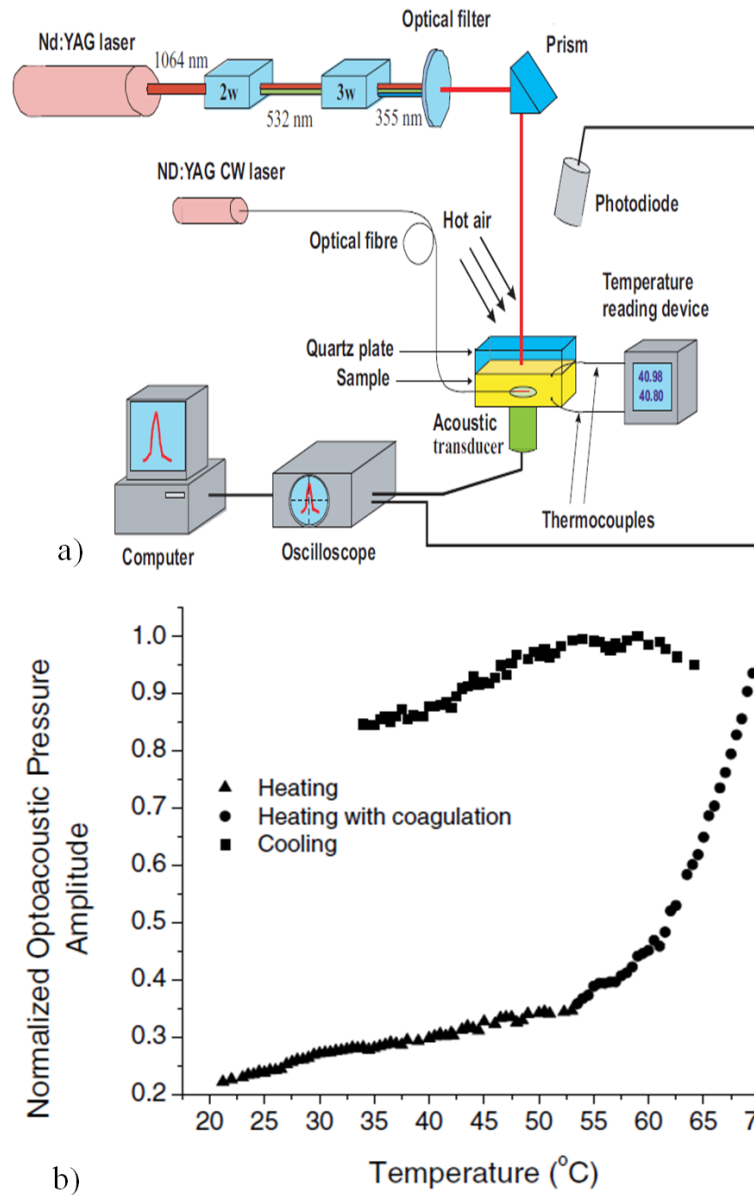 Optical filter
Nd:YAG laser
Prism
1064 nm
2w
3w
532 nm
355 nm
ND:YAG CW laser
Photodiode
Hot air
Optical fibre
Temperature
reading device
Quartz plate
Sample
40.98
40.80
Acoustic
transducer
Thermocouples
a)
Computer
Oscilloscope
Normalized Optoacoustic Pressure
Amplitude
1.0
0.9
0.8
0.7
0.6
0.5
0.4
0.3
0.2
Heating
Heating with coagulation
Cooling
20 25 30 35 40 45 50 55 60 65 7
Temperature (°C)
b)